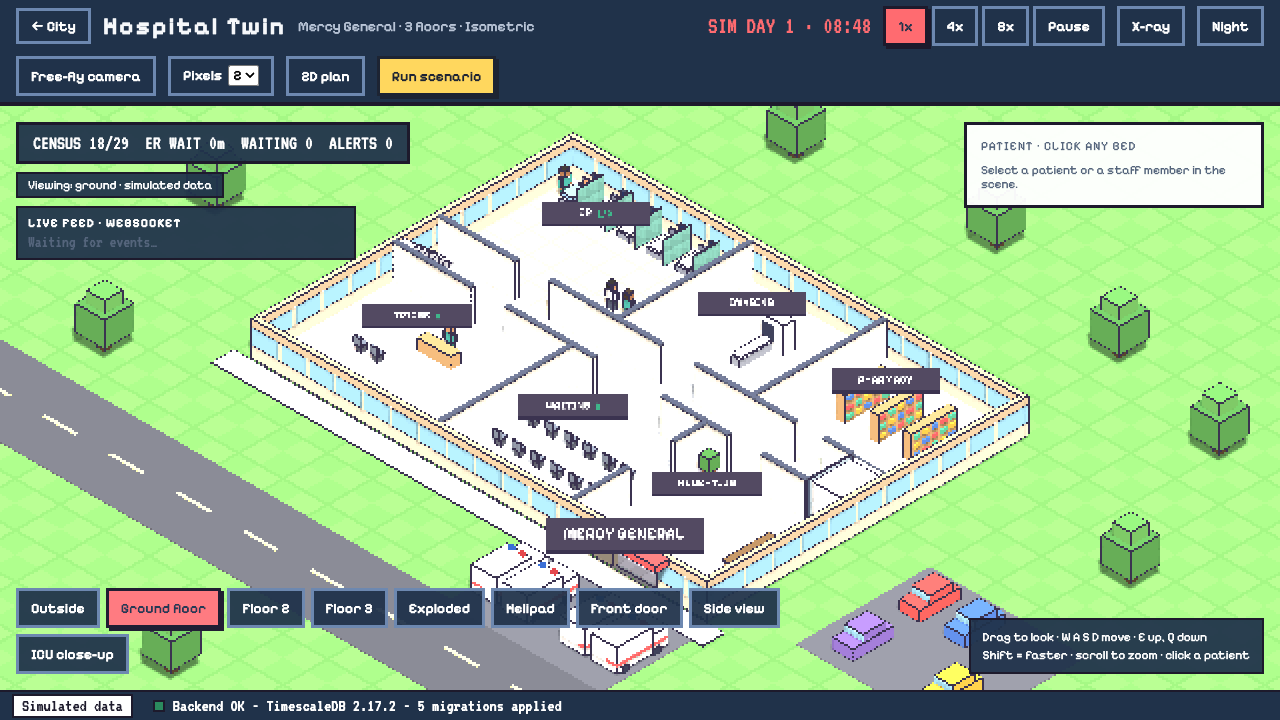 ← City
Hospital Twin
Mercy General · 3 floors · Isometric
SIM DAY 1 · 08:48
1x
4x
8x
Pause
X-ray
Night
Free-fly camera
Pixels 2
2D plan
Run scenario
CENSUS 18/29 ER WAIT 0m WAITING 0 ALERTS 0
Viewing: ground · simulated data
LIVE FEED · WEBSOCKET
Waiting for events…
PATIENT · CLICK ANY BED
Select a patient or a staff member in the
scene.
WAITING
MERCY GENERAL
Outside
Ground floor
Floor 2
Floor 3
Exploded
Helipad
Front door
Side view
ICU close-up
Drag to look · W A S D move · E up, Q down
Shift = faster · scroll to zoom · click a patient
Simulated data
Backend OK - TimescaleDB 2.17.2 - 5 migrations applied